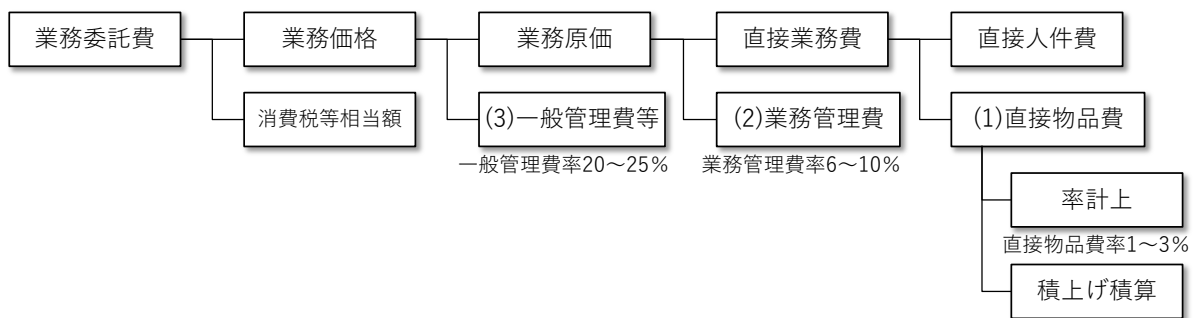 業務委託費
業務価格
業務原価
直接業務費
直接人件費
消費税等相当額
(3)一般管理費等
(2)業務管理費
(1)直接物品費
一般管理費率20～25%
業務管理費率6～10%
率計上
直接物品費率1～3%
積上げ積算